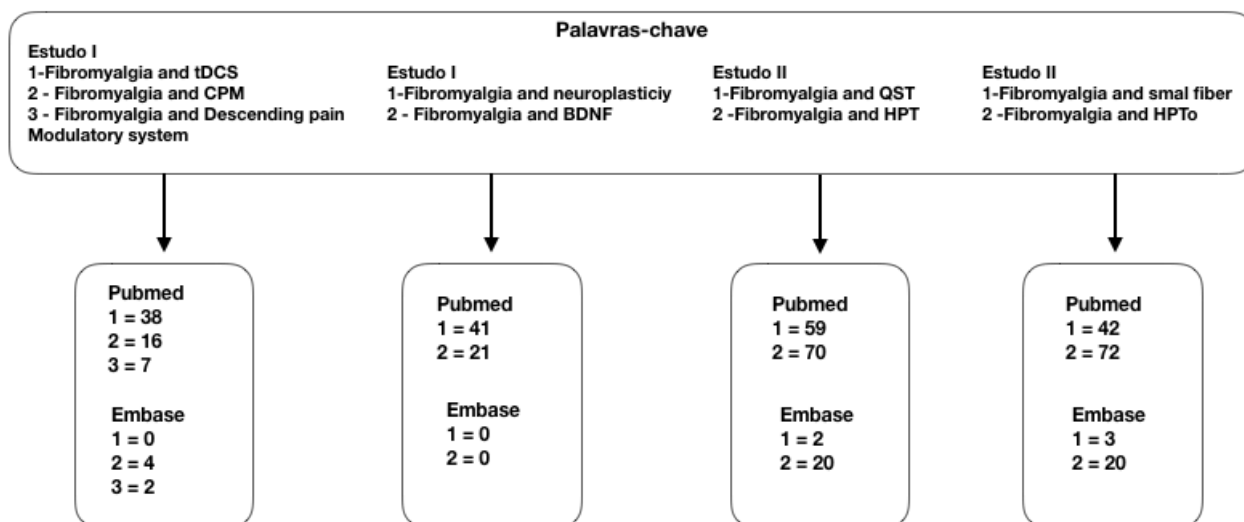 Palavras-chave
Estudo I
1-Fibromyalgia and tDCS
2 - Fibromyalgia and CPM
3 - Fibromyalgia and Descending pain
Modulatory system
Estudo I
1-Fibromyalgia and neuroplasticiy
2 - Fibromyalgia and BDNF
Estudo II
1-Fibromyalgia and QST
2 -Fibromyalgia and HPT
Estudo II
1-Fibromyalgia and smal fiber
2 -Fibromyalgia and HPTo
Pubmed
1 = 38
2 = 16
3 = 7
Embase
1 = 0
2 = 4
3 = 2
Pubmed
1 = 41
2 = 21
Embase
1 = 0
2 = 0
Pubmed
1 = 59
2 = 70
Embase
1 = 2
2 = 20
Pubmed
1 = 42
2 = 72
Embase
1 = 3
2 = 20